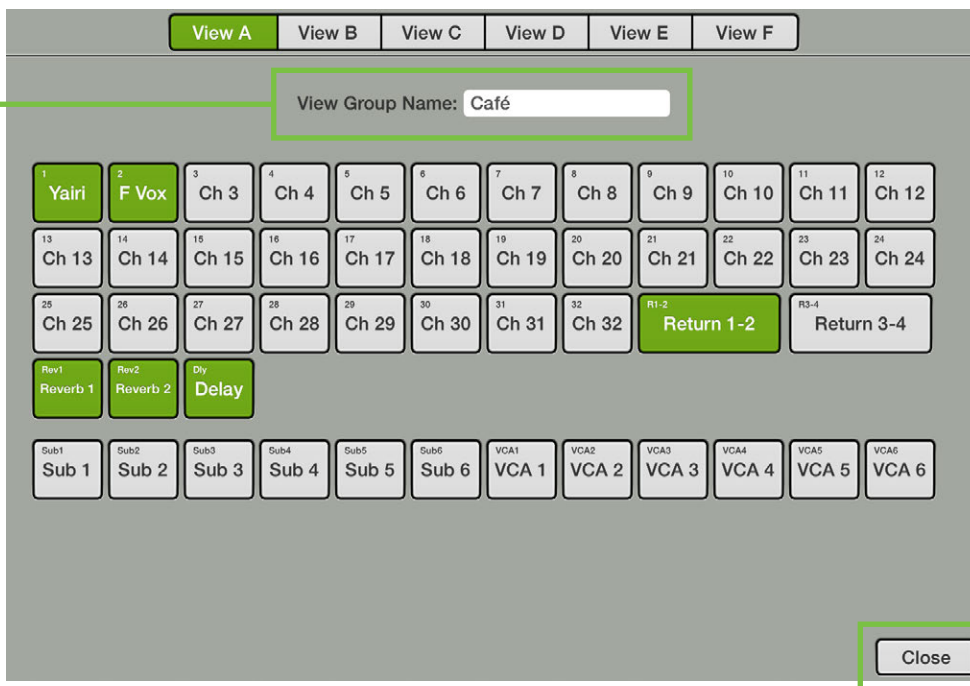 View A View B View C View D View E View F
View Group Name: Café
1 2 3 4 5 6 7 8 9 10 11 12
Yairi F Vox Ch 3 Ch 4 Ch 5 Ch 6 Ch 7 Ch 8 Ch 9 Ch 10 Ch 11 Ch 12
13 14 15 16 17 18 19 20 21 22 23 24
Ch 13 Ch 14 Ch 15 Ch 16 Ch 17 Ch 18 Ch 19 Ch 20 Ch 21 Ch 22 Ch 23 Ch 24
25 26 27 28 29 30 31 32 R1-2 R3-4
Ch 25 Ch 26 Ch 27 Ch 28 Ch 29 Ch 30 Ch 31 Ch 32 Return 1-2 Return 3-4
Rev1 Rev2 Dly
Reverb 1 Reverb 2 Delay
Sub1 Sub2 Sub3 Sub4 Sub5 Sub6 VCA1 VCA2 VCA3 VCA4 VCA5 VCA6
Sub 1 Sub 2 Sub 3 Sub 4 Sub 5 Sub 6 VCA 1 VCA 2 VCA 3 VCA 4 VCA 5 VCA 6
Close